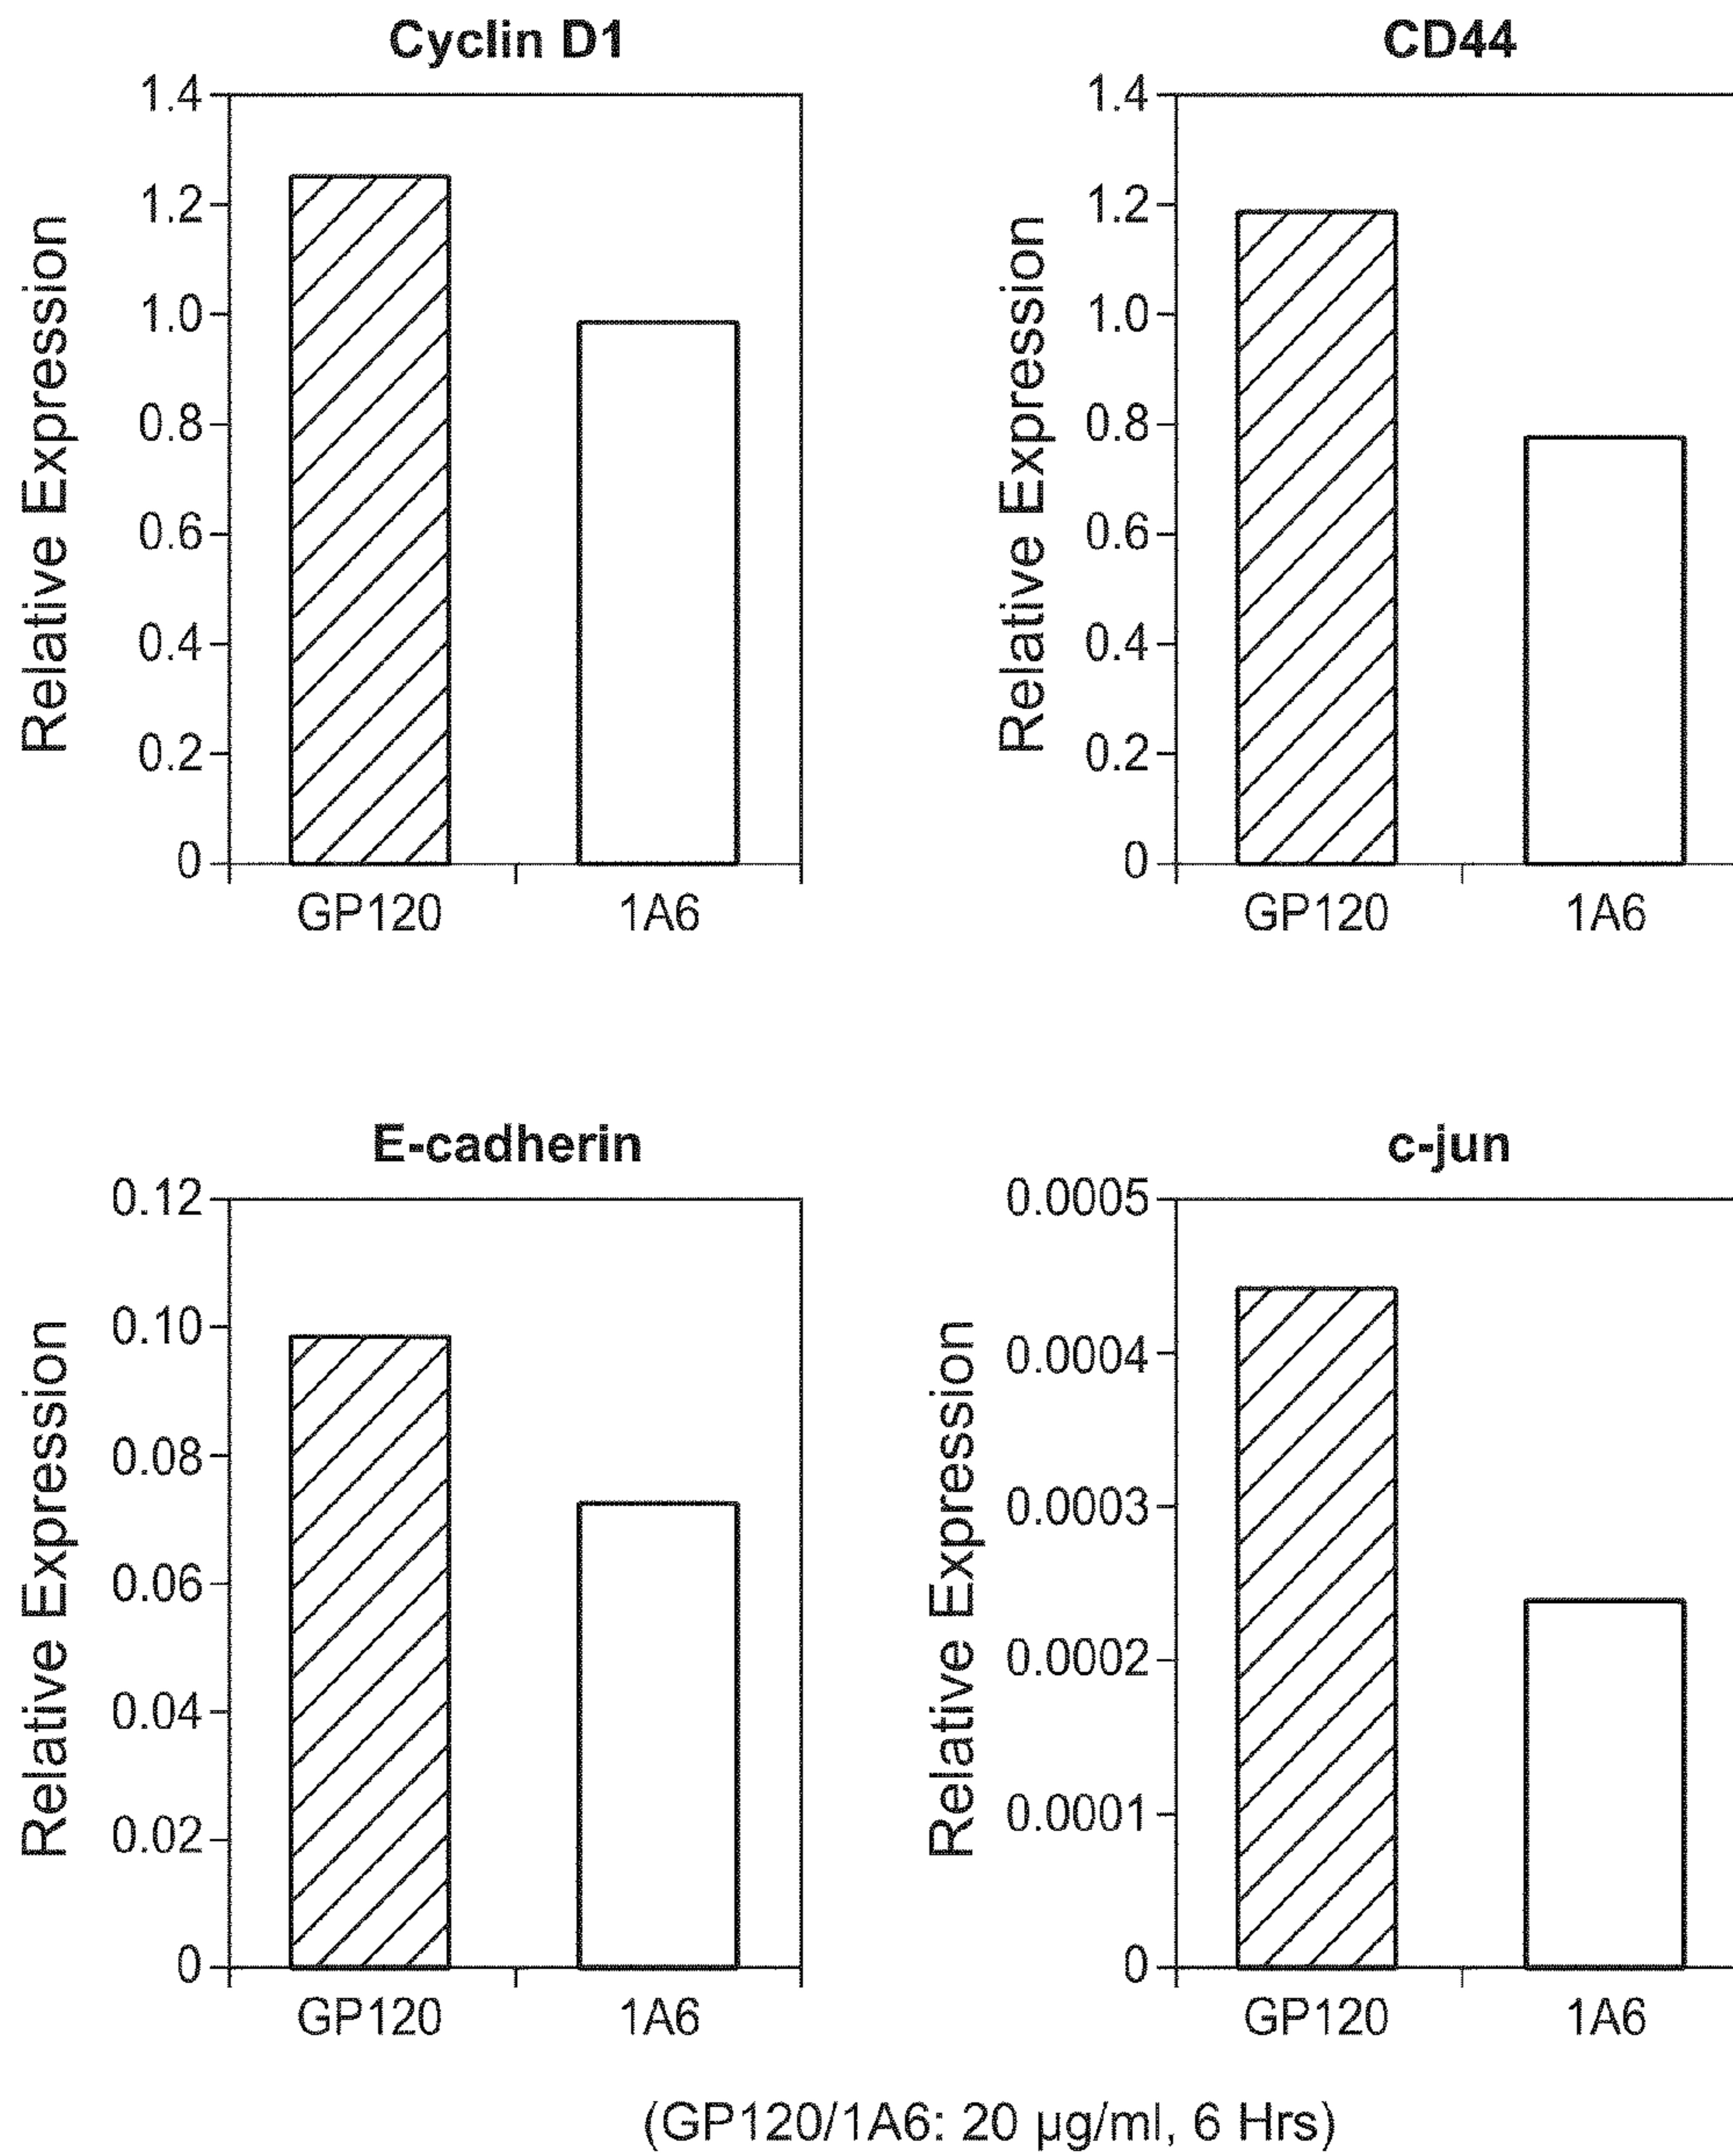 Cyclin D1
Relative Expression
1.4
1.2
1.0
0.8
0.6
0.4
0.2
0
GP120 1A6
CD44
Relative Expression
1.4
1.2
1.0
0.8
0.6
0.4
0.2
0
GP120 1A6
E-cadherin
Relative Expression
0.12
0.10
0.08
0.06
0.04
0.02
0
GP120 1A6
c-jun
Relative Expression
0.0005
0.0004
0.0003
0.0002
0.0001
0
GP120 1A6
(GP120/1A6: 20 µg/ml, 6 Hrs)